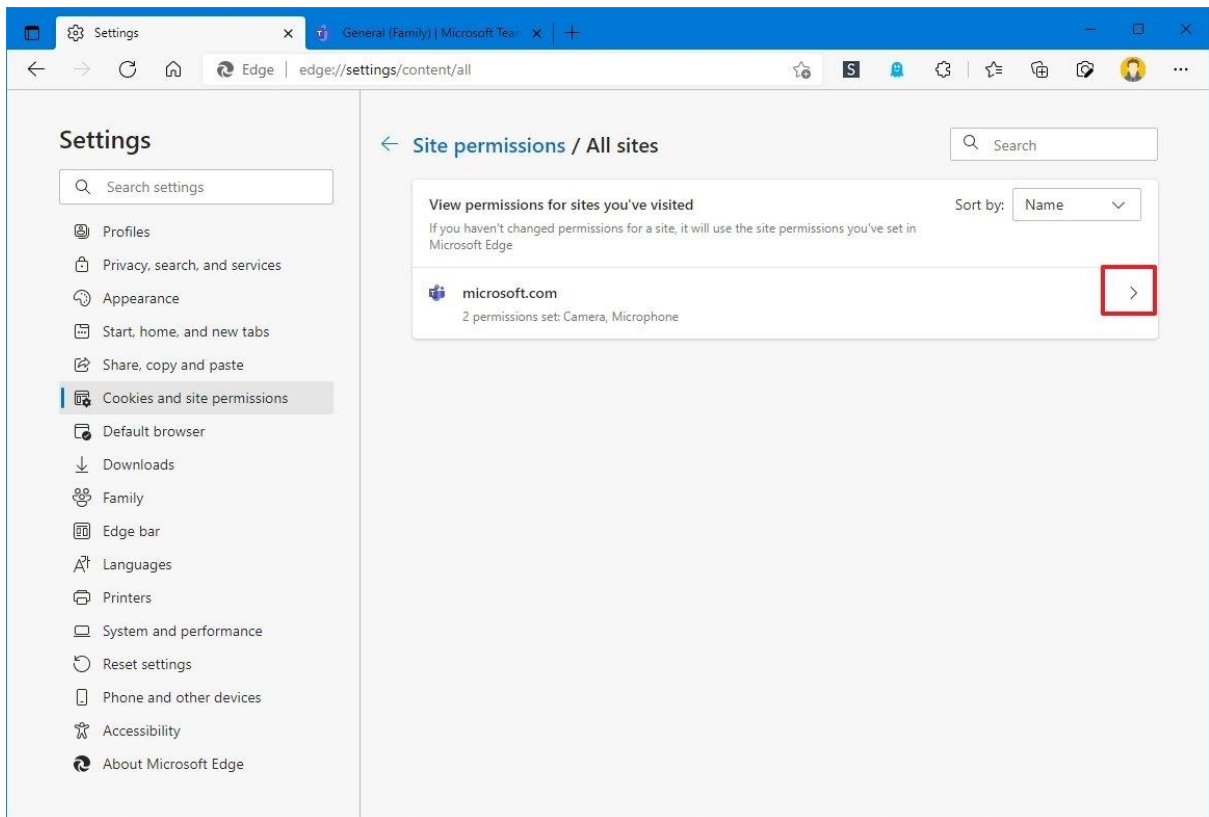 Settings
General (Family) | Microsoft Tea
Edge
edge://settings/content/all
S
Settings
Search settings
Profiles
Privacy, search, and services
Appearance
Start, home, and new tabs
Share, copy and paste
Cookies and site permissions
Default browser
Downloads
Family
Edge bar
Languages
Printers
System and performance
Reset settings
Phone and other devices
Accessibility
About Microsoft Edge
Site permissions / All sites
Search
View permissions for sites you've visited
Sort by: Name
If you haven't changed permissions for a site, it will use the site permissions you've set in
Microsoft Edge
microsoft.com
2 permissions set: Camera, Microphone